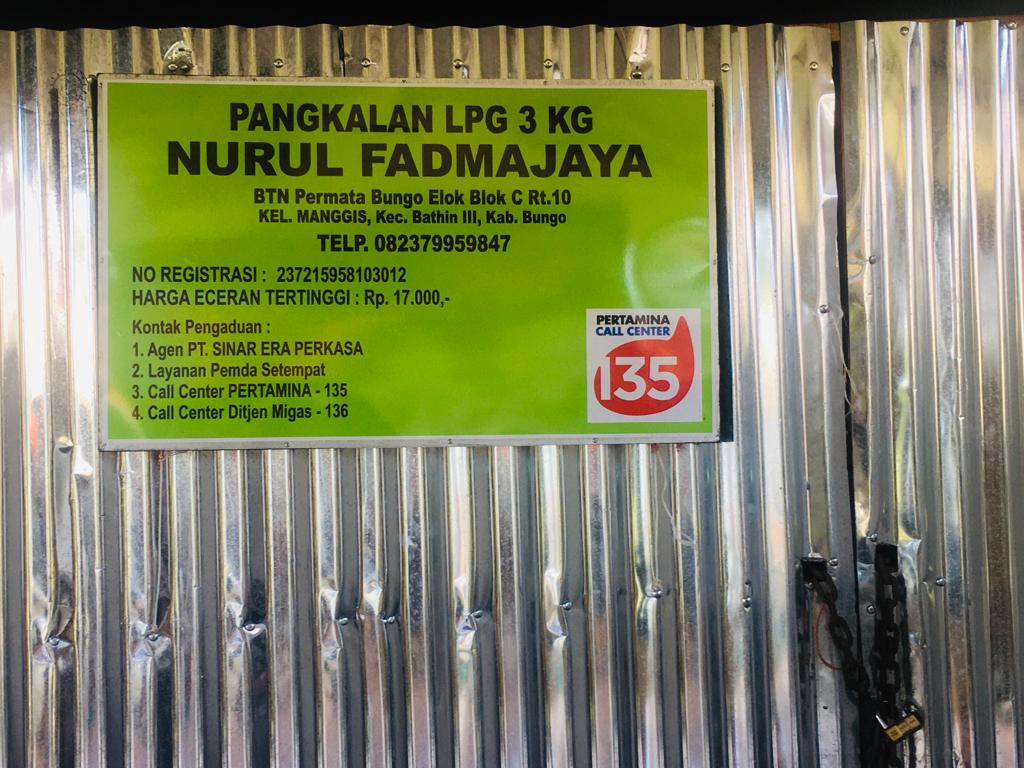 PANGKALAN LPG 3 KG
NURUL FADMAJAYA
BTN Permata Bungo Elok Blok C Rt.10
KEL. MANGGIS, Kec. Bathin III, Kab. Bungo
TELP. 082379959847
NO REGISTRASI : 237215958103012
HARGA ECERAN TERTINGGI : Rp. 17.000,-
Kontak Pengaduan :
1. Agen PT. SINAR ERA PERKASA
2. Layanan Pemda Setempat
3. Call Center PERTAMINA - 135
4. Call Center Ditjen Migas - 136
PERTAMINA
CALL CENTER
135